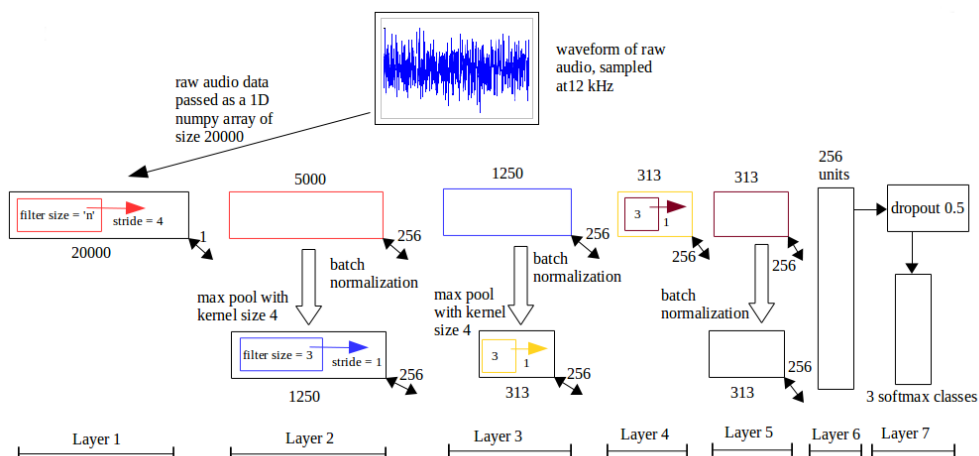 waveform of raw
audio, sampled
at12 kHz
raw audio data
passed as a 1D
numpy array of
size 20000
filter size = 'n'
stride = 4
20000
1
5000
256
batch
normalization
max pool with
kernel size 4
filter size = 3
stride = 1
1250
256
1250
256
batch
normalization
max pool
with kernel
size 4
3
1
313
256
313
3
1
256
313
256
batch
normalization
313
256
256
units
dropout 0.5
3 softmax classes
Layer 1
Layer 2
Layer 3
Layer 4
Layer 5
Layer 6
Layer 7